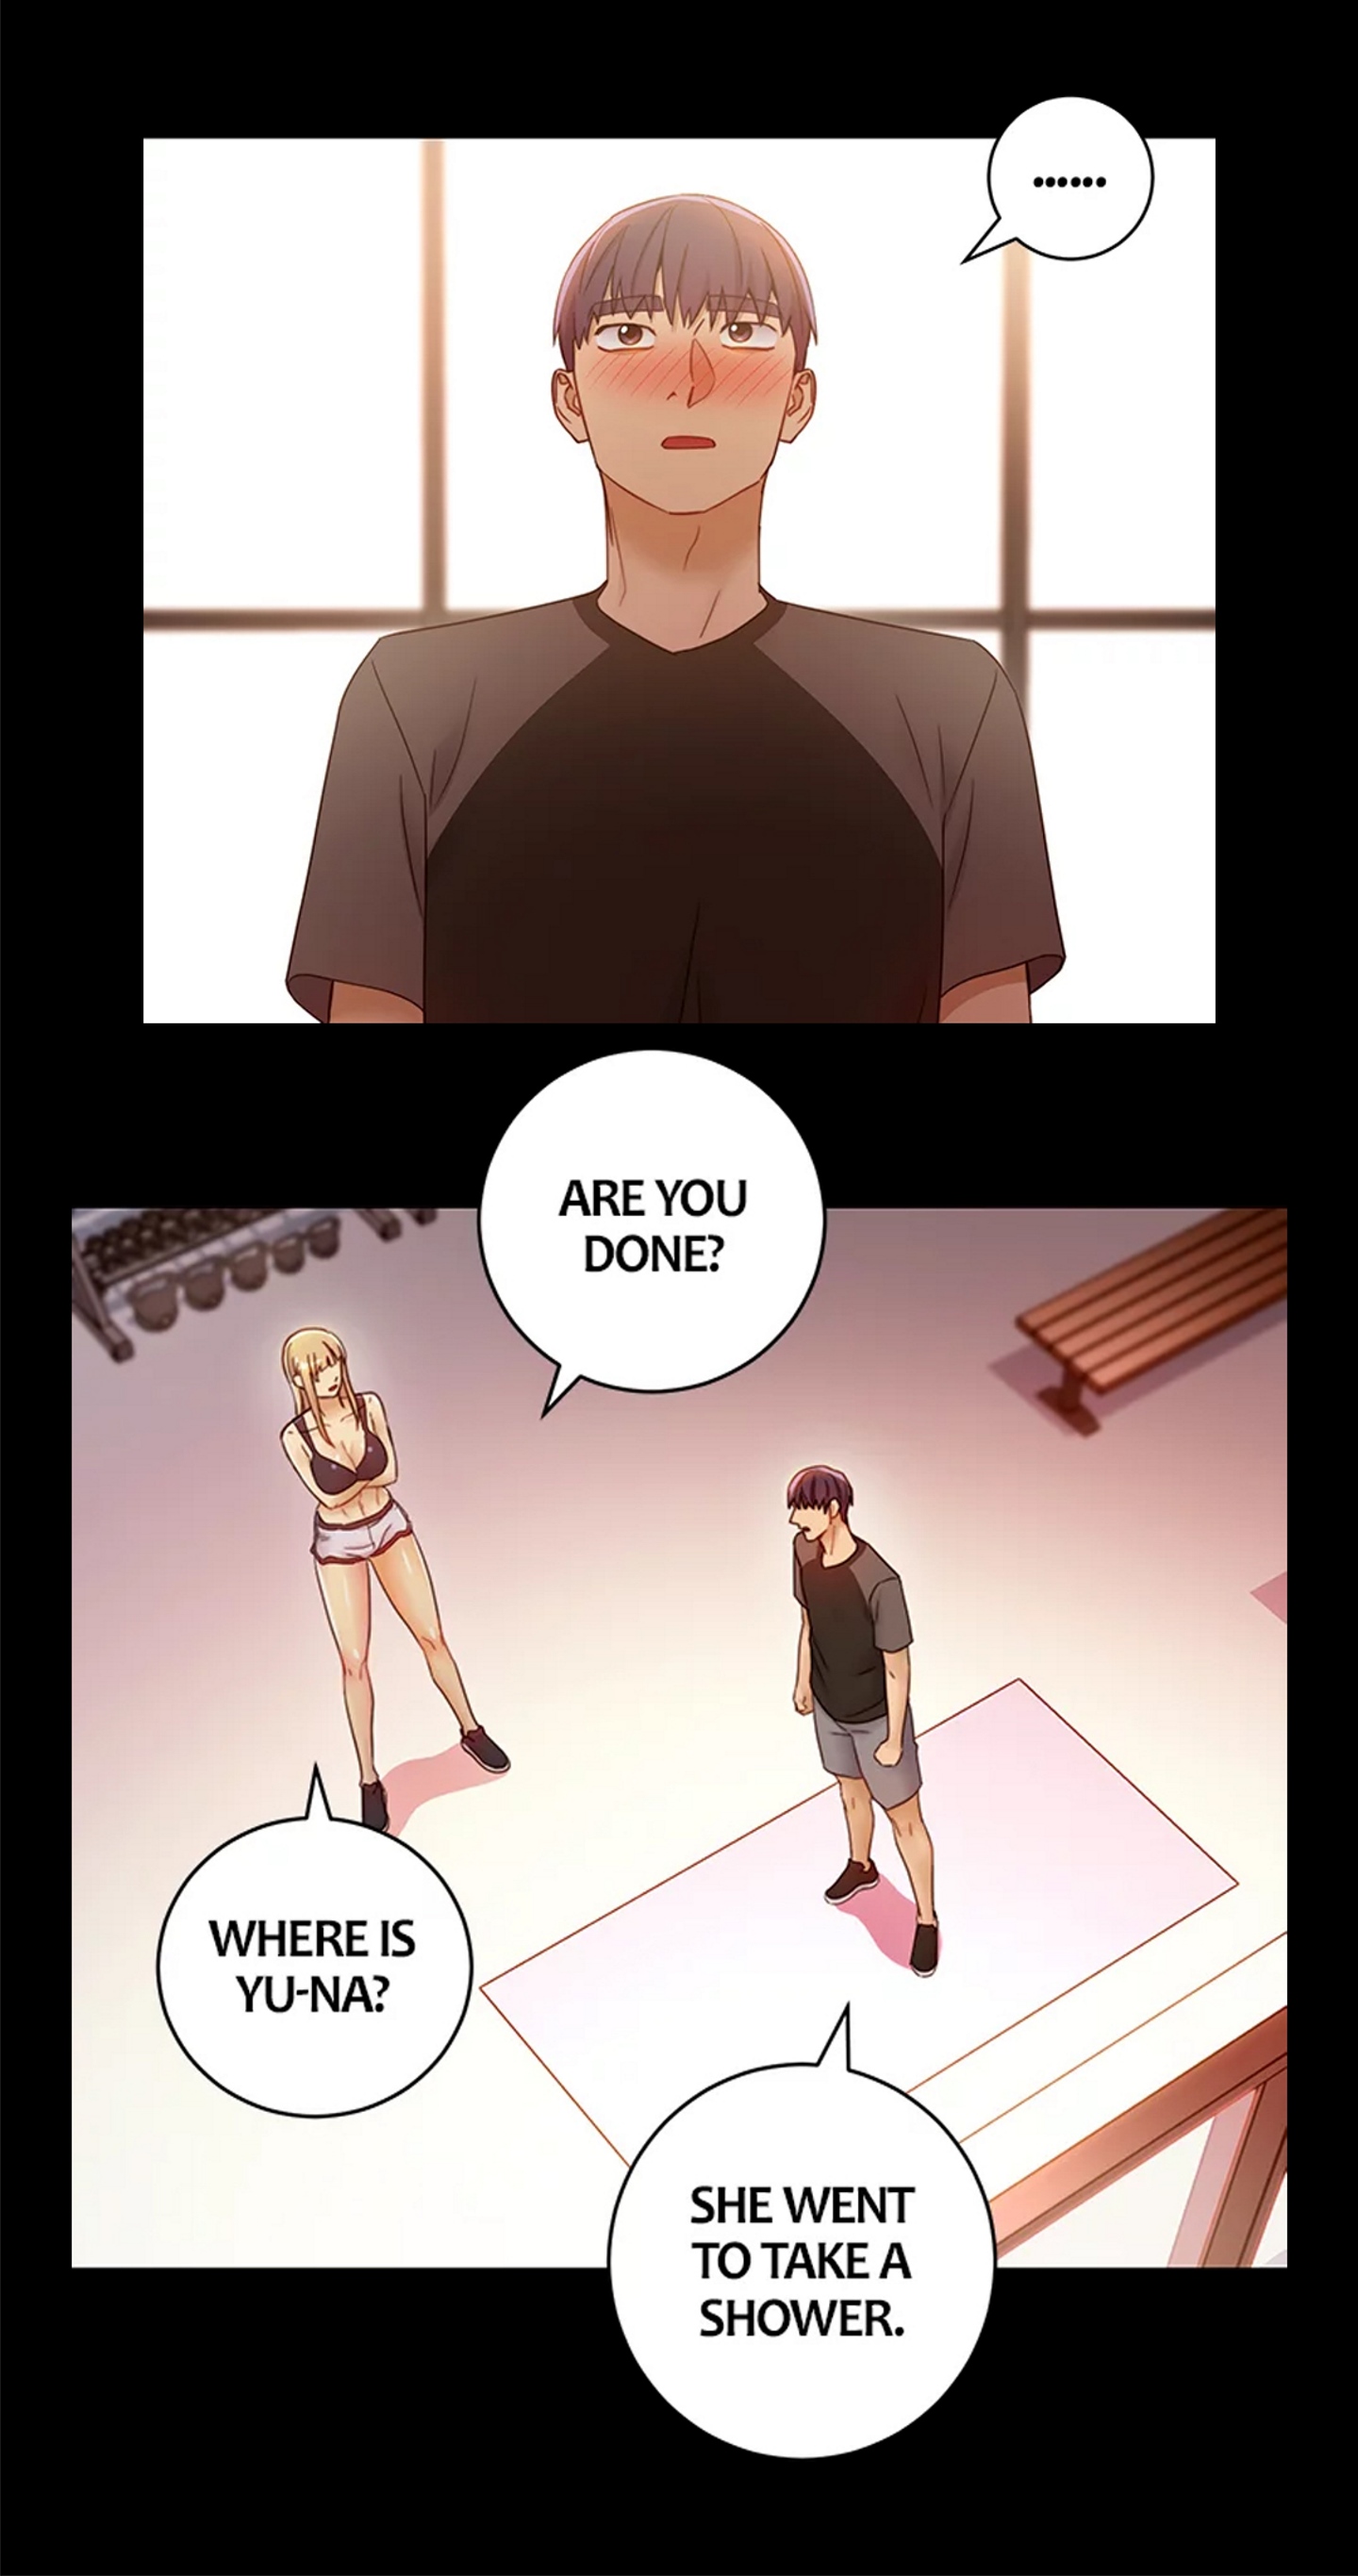 ......
ARE YOU
DONE?
WHERE IS
YU-NA?
SHE WENT
TO TAKE A
SHOWER.